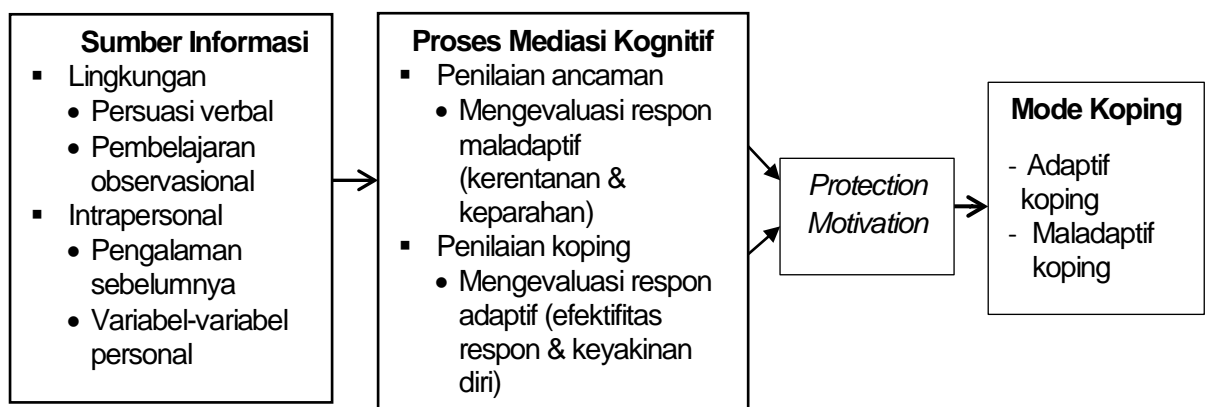 Sumber Informasi
▪ Lingkungan
• Persuasi verbal
• Pembelajaran
observasional
▪ Intrapersonal
• Pengalaman
sebelumnya
• Variabel-variabel
personal
Proses Mediasi Kognitif
▪ Penilaian ancaman
• Mengevaluasi respon
maladaptif
(kerentanan &
keparahan)
▪ Penilaian koping
• Mengevaluasi respon
adaptif (efektifitas
respon & keyakinan
diri)
Protection
Motivation
Mode Koping
- Adaptif
koping
- Maladaptif
koping